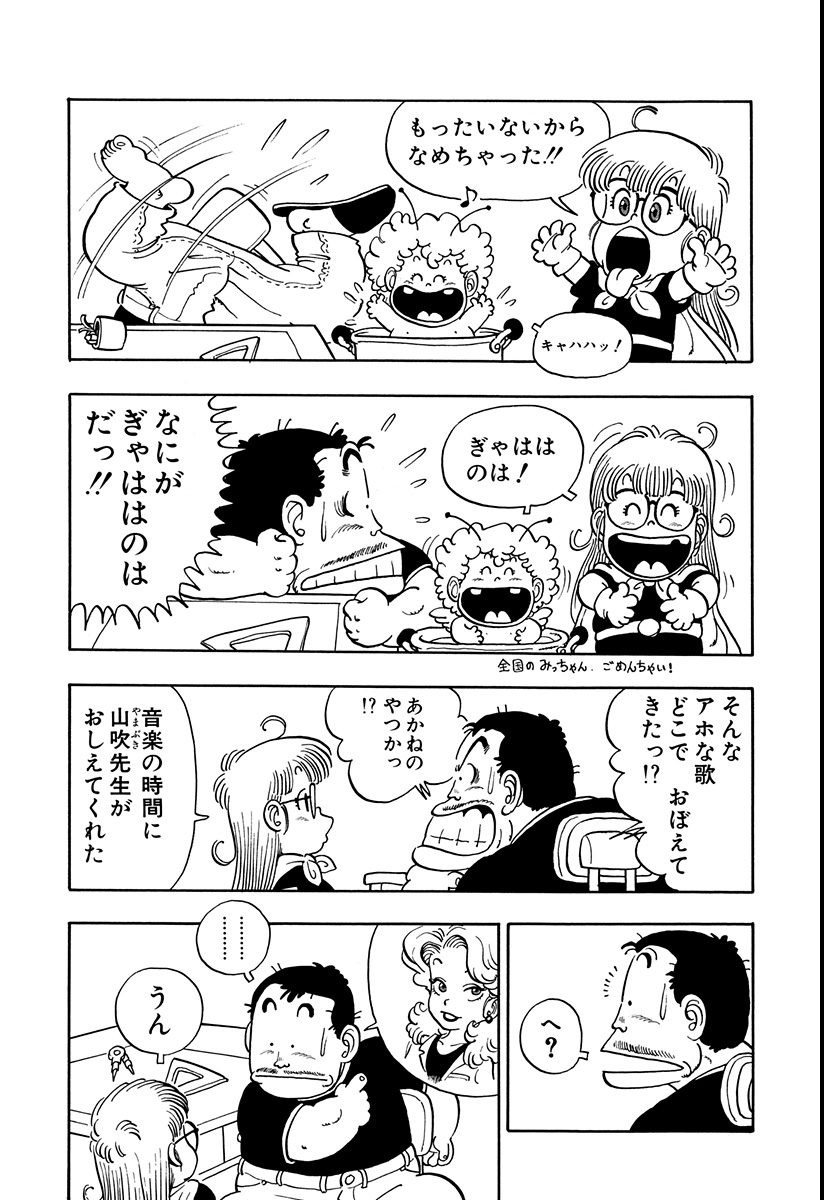 もったいないから
なめちゃった!!
キャハハッ!
ぎゃはは
のは!
なにが
ぎゃははのは
だっ!!
全国のみっちゃん、ごめんちゃい!
そんな
アホな歌
どこで おぼえて
きたっ!?
あかねの
やつかっ
!?
音楽の時間に
山吹先生が
やまぶき
おしえてくれた
へ?
………
………
うん